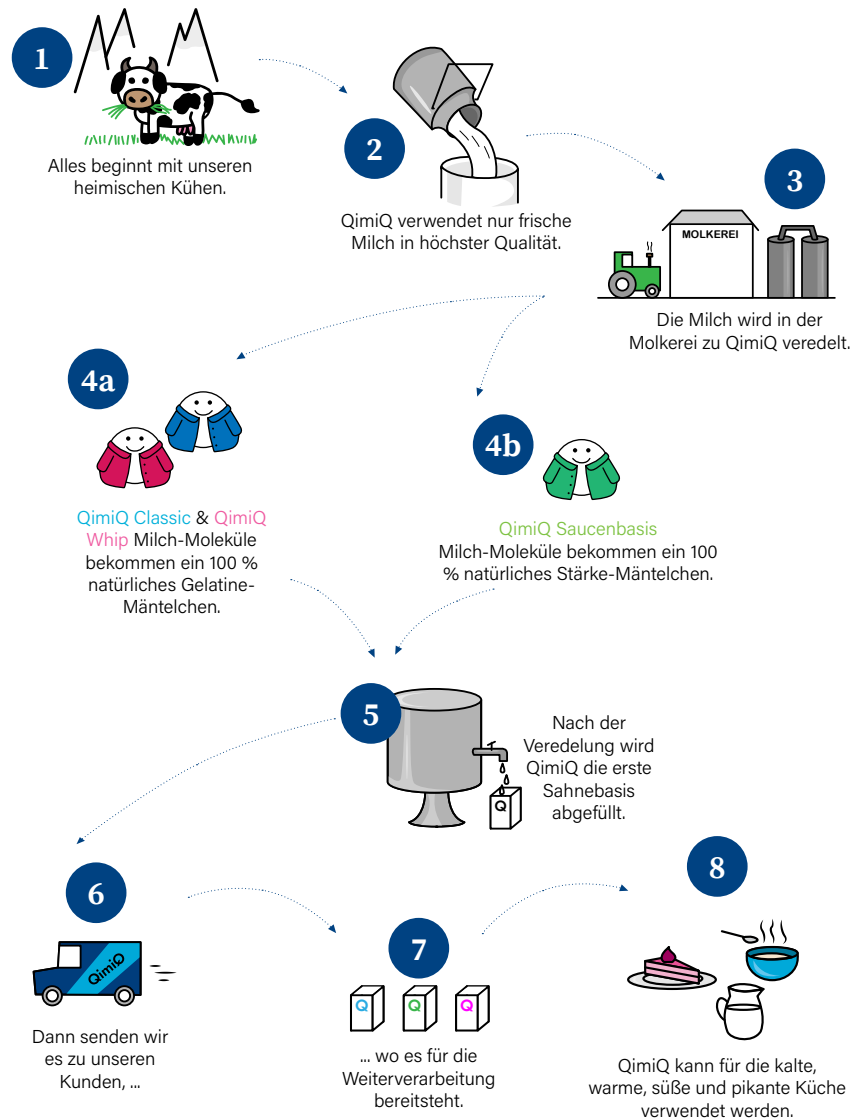 1
Alles beginnt mit unseren
heimischen Kühen.
2
QimiQ verwendet nur frische
Milch in höchster Qualität.
3
MOLKEREI
Die Milch wird in der
Molkerei zu QimiQ veredelt.
4a
QimiQ Classic & QimiQ
Whip Milch-Moleküle
bekommen ein 100 %
natürliches Gelatine-
Mäntelchen.
4b
QimiQ Saucenbasis
Milch-Moleküle bekommen ein 100
% natürliches Stärke-Mäntelchen.
5
Q
Nach der
Veredelung wird
QimiQ die erste
Sahnebasis
abgefüllt.
6
QimiQ
Dann senden wir
es zu unseren
Kunden, ...
7
Q Q Q
... wo es für die
Weiterverarbeitung
bereitsteht.
8
QimiQ kann für die kalte,
warme, süße und pikante Küche
verwendet werden.